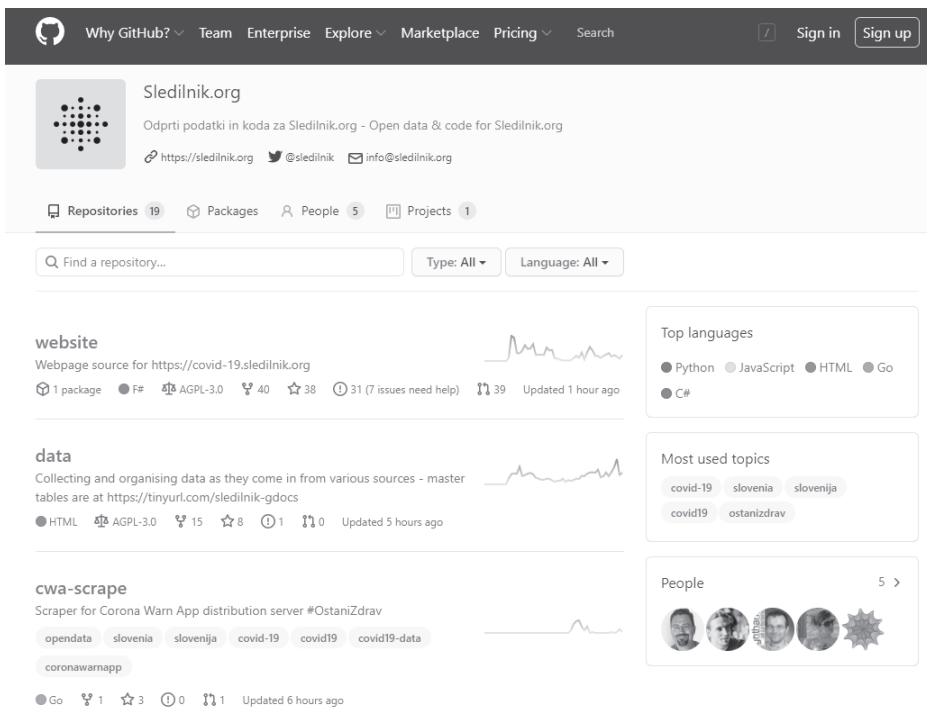 Why GitHub? Team Enterprise Explore Marketplace Pricing Search / Sign in Sign up
Sledilnik.org
Odprti podatki in koda za Sledilnik.org - Open data & code for Sledilnik.org
https://sledilnik.org @sledilnik info@sledilnik.org
Repositories 19 Packages People 5 Projects 1
Find a repository... Type: All Language: All
website
Webpage source for https://covid-19.sledilnik.org
1 package F# AGPL-3.0 40 38 31 (7 issues need help) 39 Updated 1 hour ago
data
Collecting and organising data as they come in from various sources - master
tables are at https://tinyurl.com/sledilnik-gdocs
HTML AGPL-3.0 15 8 1 0 Updated 5 hours ago
cwa-scrape
Scraper for Corona Warn App distribution server #OstaniZdrav
opendata slovenia slovenija covid-19 covid19 covid19-data
coronawarnapp
Go 1 3 0 1 Updated 6 hours ago
Top languages
Python JavaScript HTML Go
C#
Most used topics
covid-19 slovenia slovenija
covid19 ostanizdrav
People 5